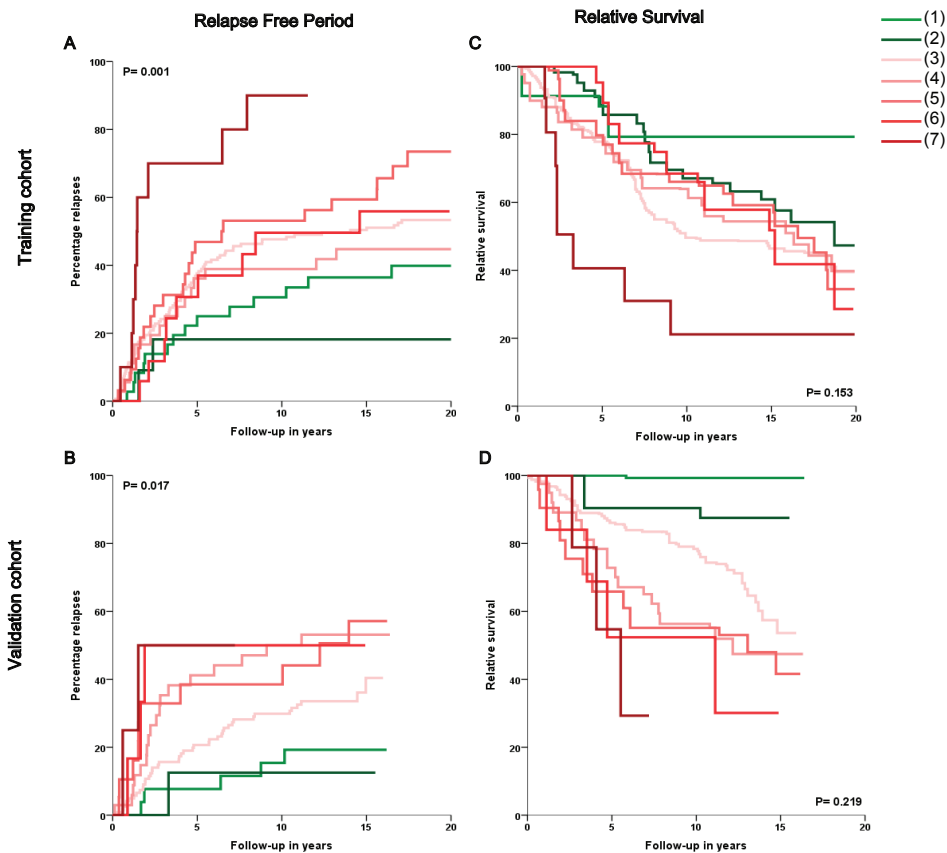 Relapse Free Period
Relative Survival
(1)
(2)
(3)
(4)
(5)
(6)
(7)
Training cohort
A
P= 0.001
100
80
60
40
20
0
Percentage relapses
0 5 10 15 20
Follow-up in years
C
100
80
60
40
20
0
Relative survival
P= 0.153
0 5 10 15 20
Follow-up in years
Validation cohort
B
P= 0.017
100
80
60
40
20
0
Percentage relapses
0 5 10 15 20
Follow-up in years
D
100
80
60
40
20
0
Relative survival
P= 0.219
0 5 10 15 20
Follow-up in years